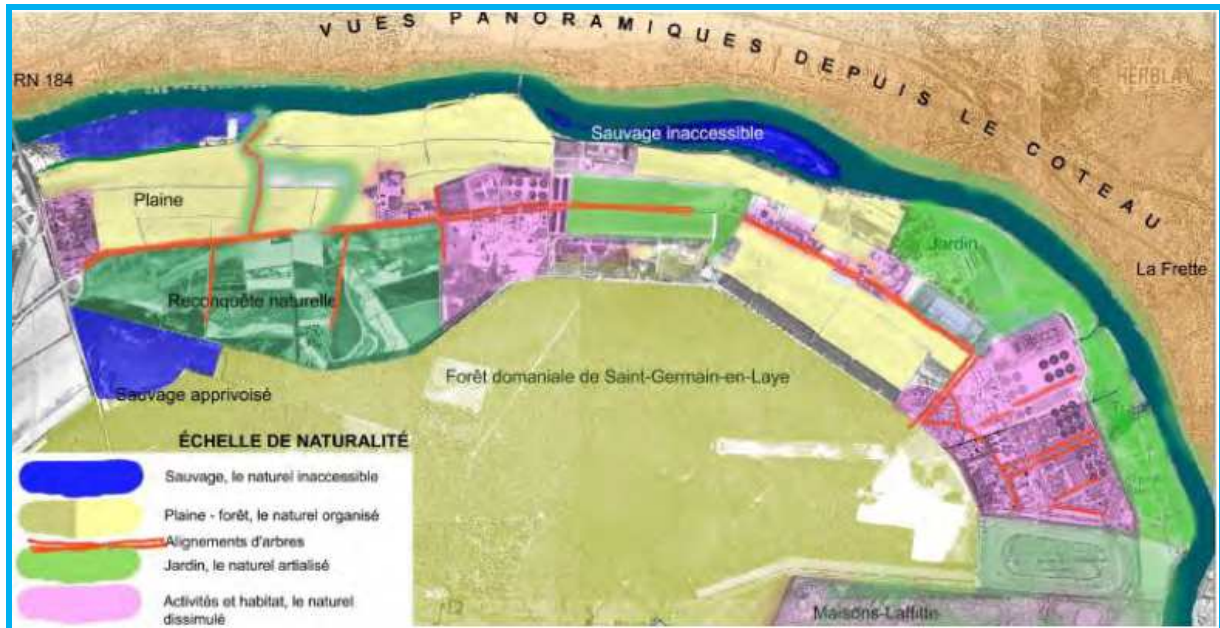 VUES PANORAMIQUES DEPUIS LE COTEAU
RN 184
HERBLAY
Sauvage inaccessible
Plaine
Jardin
La Frette
Reconquête naturelle
Forêt domaniale de Saint-Germain-en-Laye
Sauvage apprivoisé
ÉCHELLE DE NATURALITÉ
Sauvage, le naturel inaccessible
Plaine - forêt, le naturel organisé
Alignements d'arbres
Jardin, le naturel artialisé
Activités et habitat, le naturel
dissimulé
Maisons-Laffitte